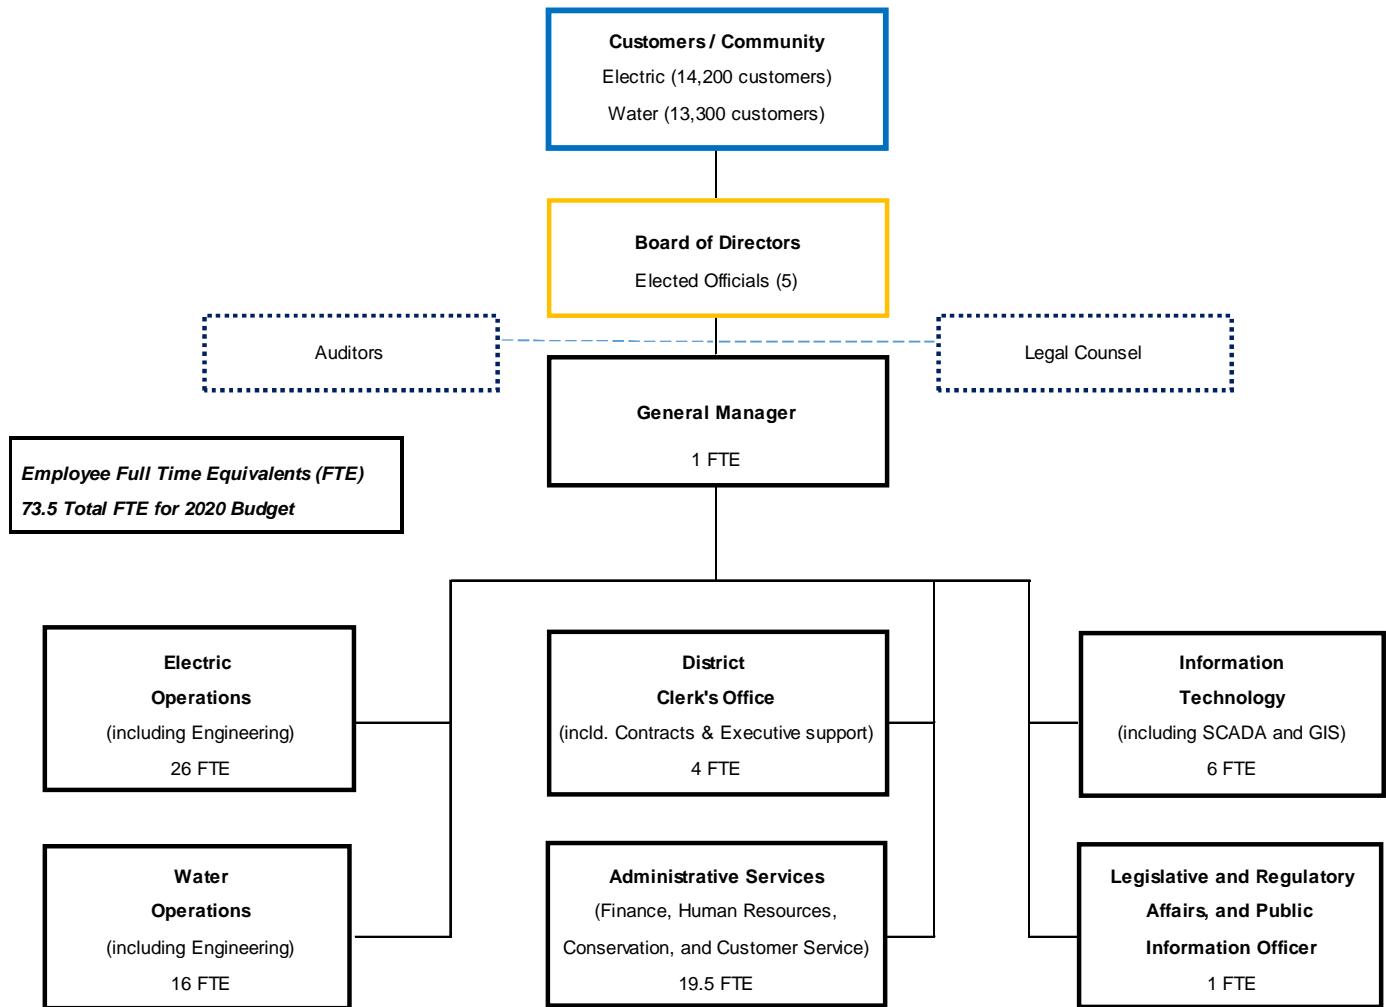 Customers / Community
Electric (14,200 customers)
Water (13,300 customers)
Board of Directors
Elected Officials (5)
Auditors
Legal Counsel
General Manager
1 FTE
Employee Full Time Equivalents (FTE)
73.5 Total FTE for 2020 Budget
Electric
Operations
(including Engineering)
26 FTE
District
Clerk's Office
(incld. Contracts & Executive support)
4 FTE
Information
Technology
(including SCADA and GIS)
6 FTE
Water
Operations
(including Engineering)
16 FTE
Administrative Services
(Finance, Human Resources,
Conservation, and Customer Service)
19.5 FTE
Legislative and Regulatory
Affairs, and Public
Information Officer
1 FTE